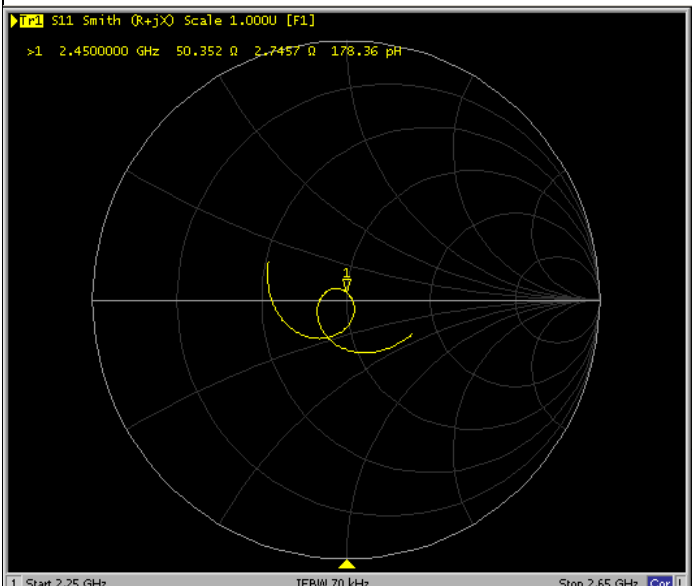 Tr1 S11 Smith (R+jX) Scale 1.000U [F1]
>1 2.4500000 GHz 50.352 Ω 2.7457 Ω 178.36 pH
1
1 Start 2.25 GHz IFBW 70 kHz Stop 2.65 GHz Cor !